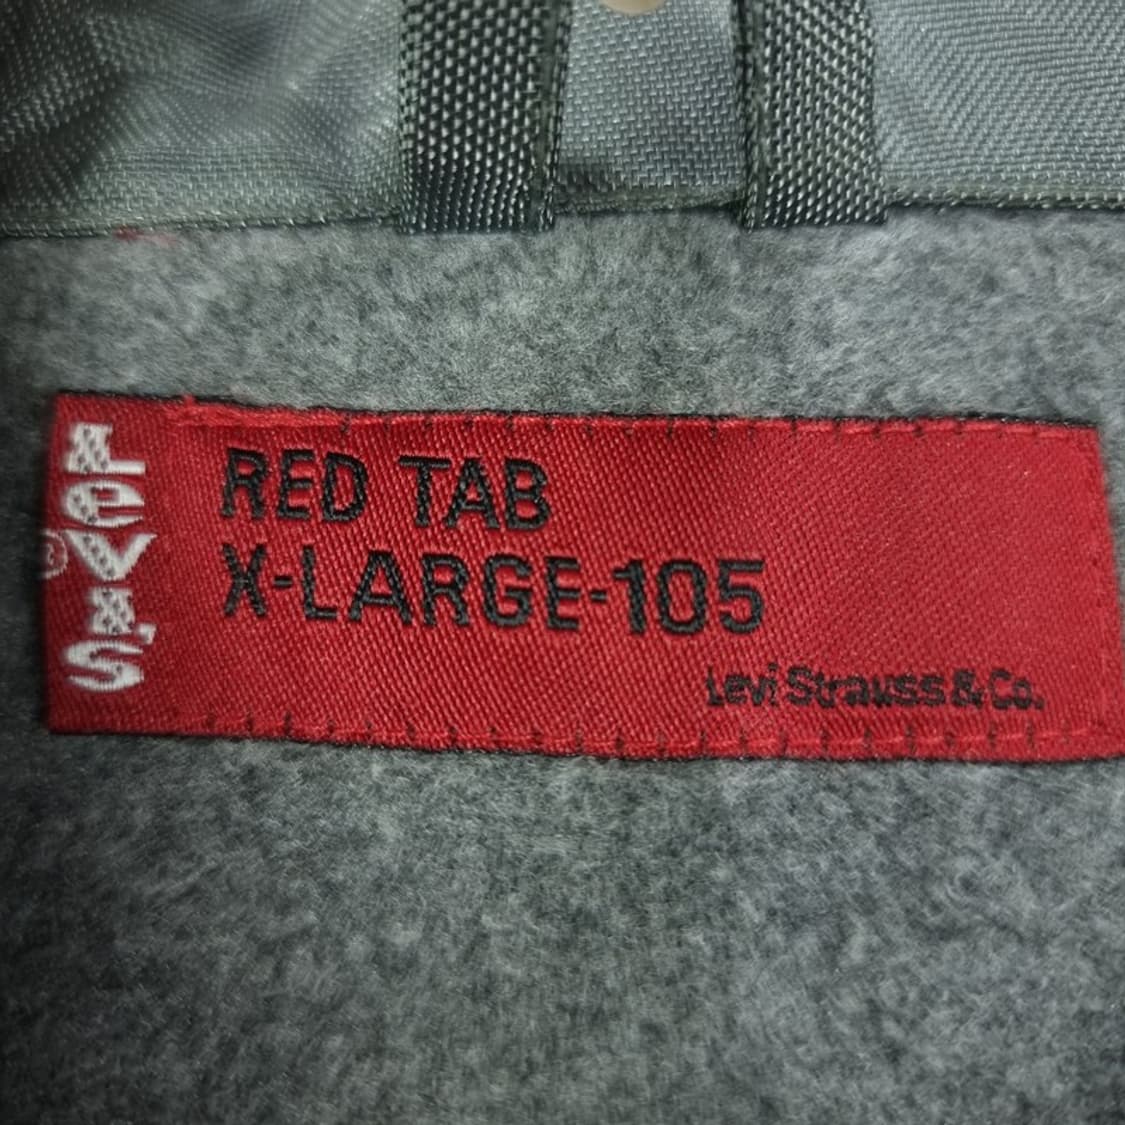 LEVI'S
®
RED TAB
X-LARGE-105
Levi Strauss & Co.